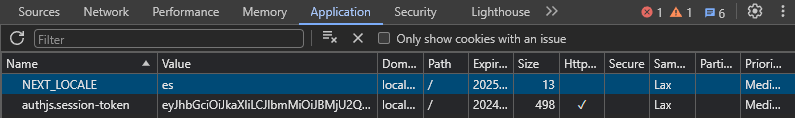 Sources Network Performance Memory Application Security Lighthouse » 1 1 6
Filter Only show cookies with an issue
Name Value Dom... Path Expir... Size Http... Secure Sam... Parti... Priori...
NEXT_LOCALE es local... / 2025... 13 Lax Medi...
authjs.session-token eyJhbGciOiJkaXIiLCJlbmMiOiJBMjU2Q... local... / 2024... 498 ✓ Lax Medi...